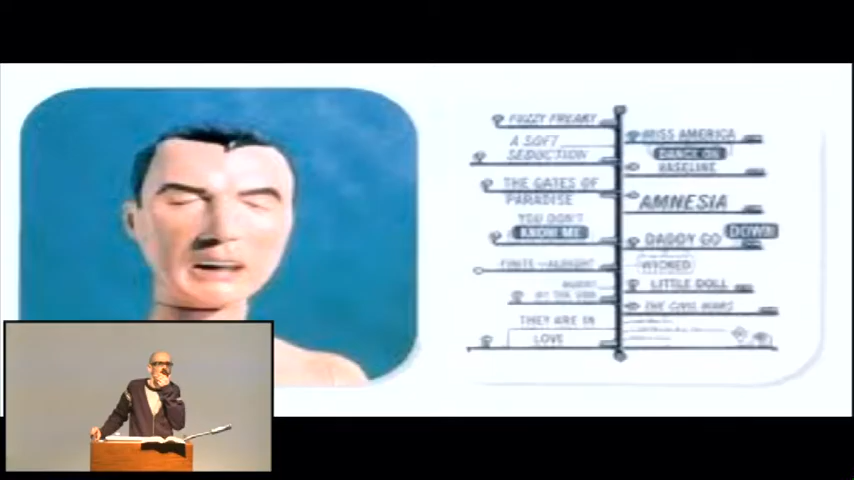 FUZZY FREAKY
A SOFT
SEDUCTION
THE GATES OF
PARADISE
YOU DON'T
KNOW ME
FINITE=ALRIGHT
THEY ARE IN
LOVE
MISS AMERICA
DANCE ON
VASELINE
AMNESIA
DADDY GO DOWN
WICKED
LITTLE DOLL
THE CIVIL WARS